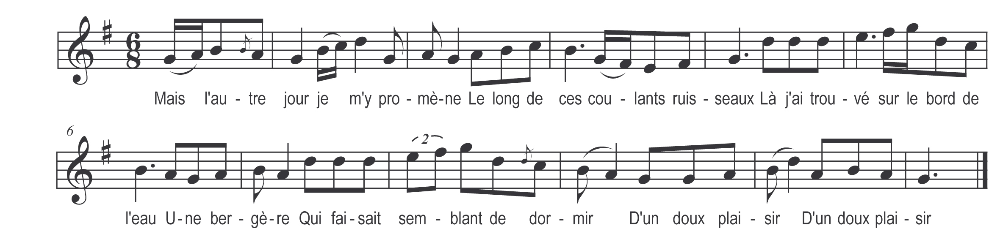 6
8
Mais l'au - tre jour je m'y pro - mè-ne Le long de ces cou - lants ruis - seaux Là j'ai trou - vé sur le bord de
6
2
l'eau U-ne ber - gè-re Qui fai-sait sem - blant de dor - mir D'un doux plai - sir D'un doux plai - sir